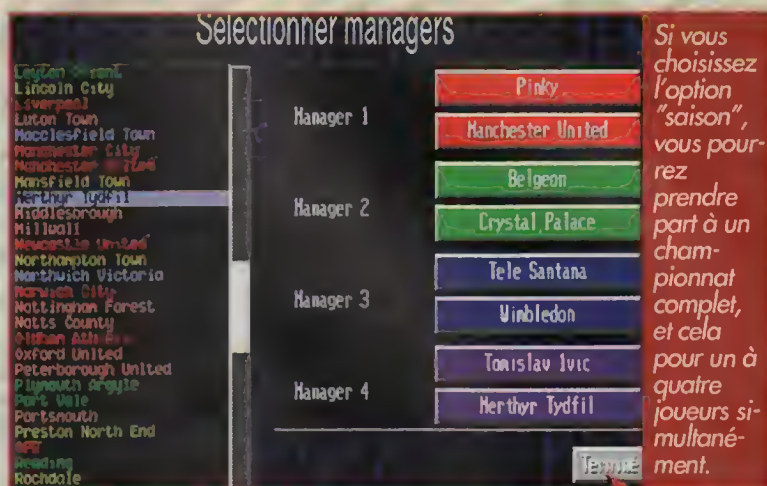 Sélectionner managers
Leyton Orient
Lincoln City
Liverpool
Luton Town
Macclesfield Town
Manchester City
Manchester United
Mansfield Town
Merthyr Tydfil
Middlesbrough
Millwall
Newcastle United
Northampton Town
Northwich Victoria
Norwich City
Nottingham Forest
Notts County
Oldham
Oxford United
Peterborough United
Plymouth Argyle
Port Vale
Portsmouth
Preston North End
QPR
Reading
Rochdale
Manager 1
Pinky
Manchester United
Manager 2
Belgeon
Crystal Palace
Manager 3
Tele Santana
Wimbledon
Manager 4
Tomislav Ivic
Merthyr Tydfil
Terminé
Si vous
choisissez
l'option
"saison",
vous pour-
rez
prendre
part à un
cham-
pionnat
complet,
et cela
pour un à
quatre
joueurs si-
multané-
ment.